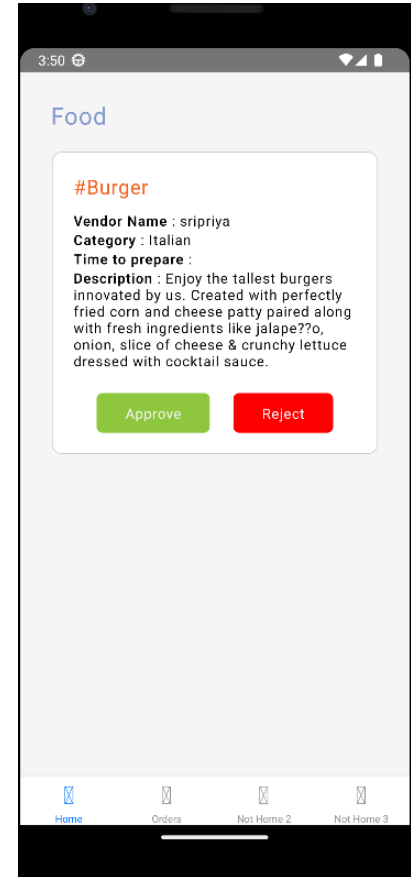 3:50
Food
#Burger
Vendor Name : sripriya
Category : Italian
Time to prepare :
Description : Enjoy the tallest burgers
innovated by us. Created with perfectly
fried corn and cheese patty paired along
with fresh ingredients like jalape??o,
onion, slice of cheese & crunchy lettuce
dressed with cocktail sauce.
Approve Reject
Home Orders Not Home 2 Not Home 3